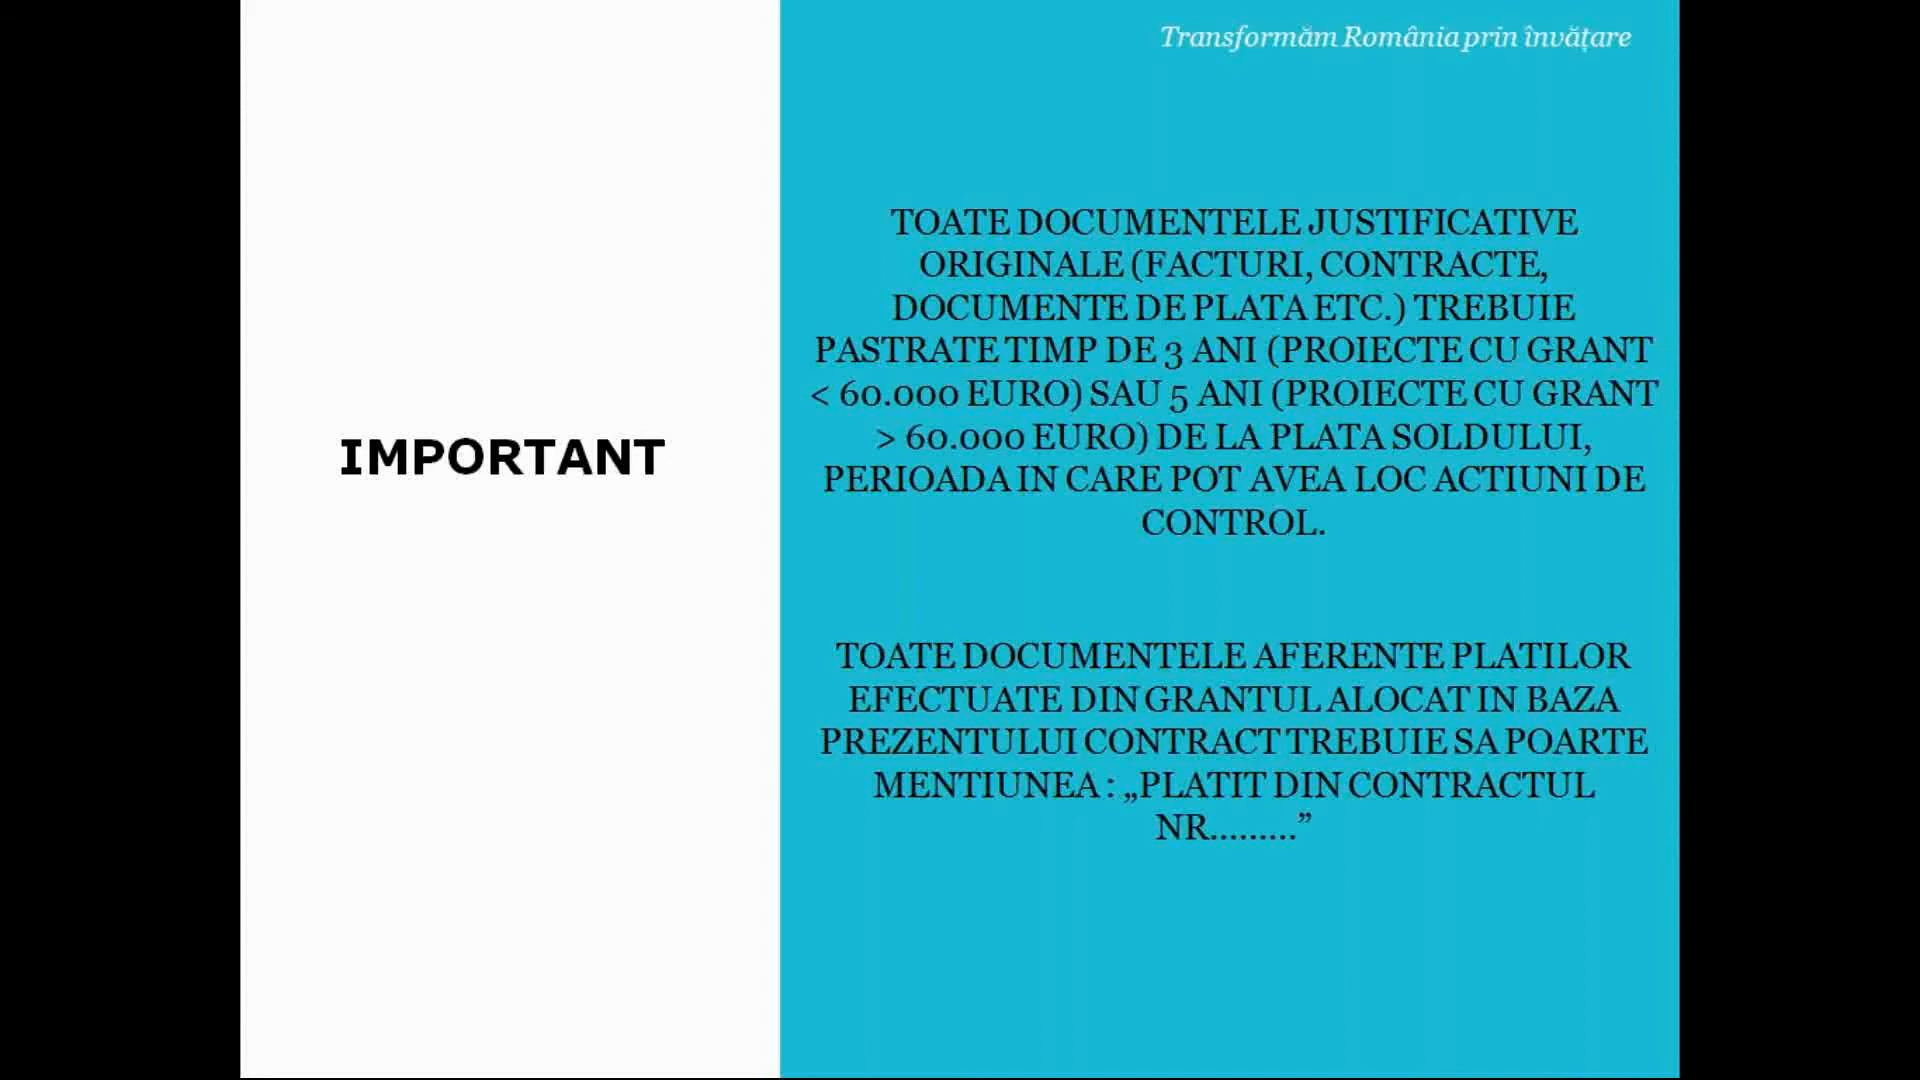 Transformăm România prin învățare
IMPORTANT
TOATE DOCUMENTELE JUSTIFICATIVE
ORIGINALE (FACTURI, CONTRACTE,
DOCUMENTE DE PLATA ETC.) TREBUIE
PASTRATE TIMP DE 3 ANI (PROIECTE CU GRANT
< 60.000 EURO) SAU 5 ANI (PROIECTE CU GRANT
> 60.000 EURO) DE LA PLATA SOLDULUI,
PERIOADA IN CARE POT AVEA LOC ACTIUNI DE
CONTROL.
TOATE DOCUMENTELE AFERENTE PLATILOR
EFECTUATE DIN GRANTUL ALOCAT IN BAZA
PREZENTULUI CONTRACT TREBUIE SA POARTE
MENTIUNEA : „PLATIT DIN CONTRACTUL
NR.........”